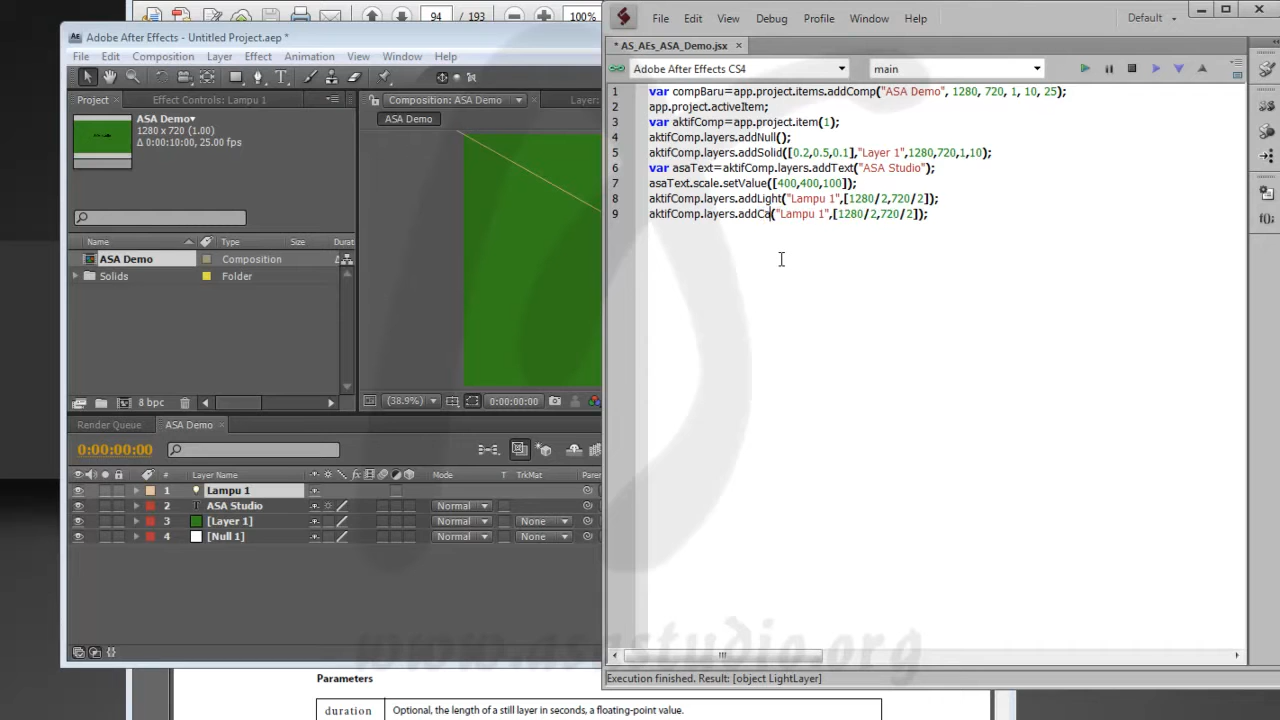 94 / 193 100%
Adobe After Effects - Untitled Project.aep *
File Edit Composition Layer Effect Animation View Window Help
Project Effect Controls: Lampu 1
Composition: ASA Demo
Layer:
ASA Demo
ASA Demo▾
1280 x 720 (1.00)
Δ 0:00:10:00, 25.00 fps
Name Type Size Durat
ASA Demo Composition
Solids Folder
8 bpc
(38.9%) 0:00:00:00
Render Queue ASA Demo
0:00:00:00
# Layer Name Mode T TrkMat Paren
1 Lampu 1
2 ASA Studio Normal
3 [Layer 1] Normal None
4 [Null 1] Normal None
File Edit View Debug Profile Window Help
Default
* AS_AEs_ASA_Demo.jsx
Adobe After Effects CS4 main
1 var compBaru=app.project.items.addComp("ASA Demo", 1280, 720, 1, 10, 25);
2 app.project.activeItem;
3 var aktifComp=app.project.item(1);
4 aktifComp.layers.addNull();
5 aktifComp.layers.addSolid([0.2,0.5,0.1],"Layer 1",1280,720,1,10);
6 var asaText=aktifComp.layers.addText("ASA Studio");
7 asaText.scale.setValue([400,400,100]);
8 aktifComp.layers.addLight("Lampu 1",[1280/2,720/2]);
9 aktifComp.layers.addCa("Lampu 1",[1280/2,720/2]);
www.asastudio.org
Execution finished. Result: [object LightLayer]
Parameters
duration Optional, the length of a still layer in seconds, a floating-point value.